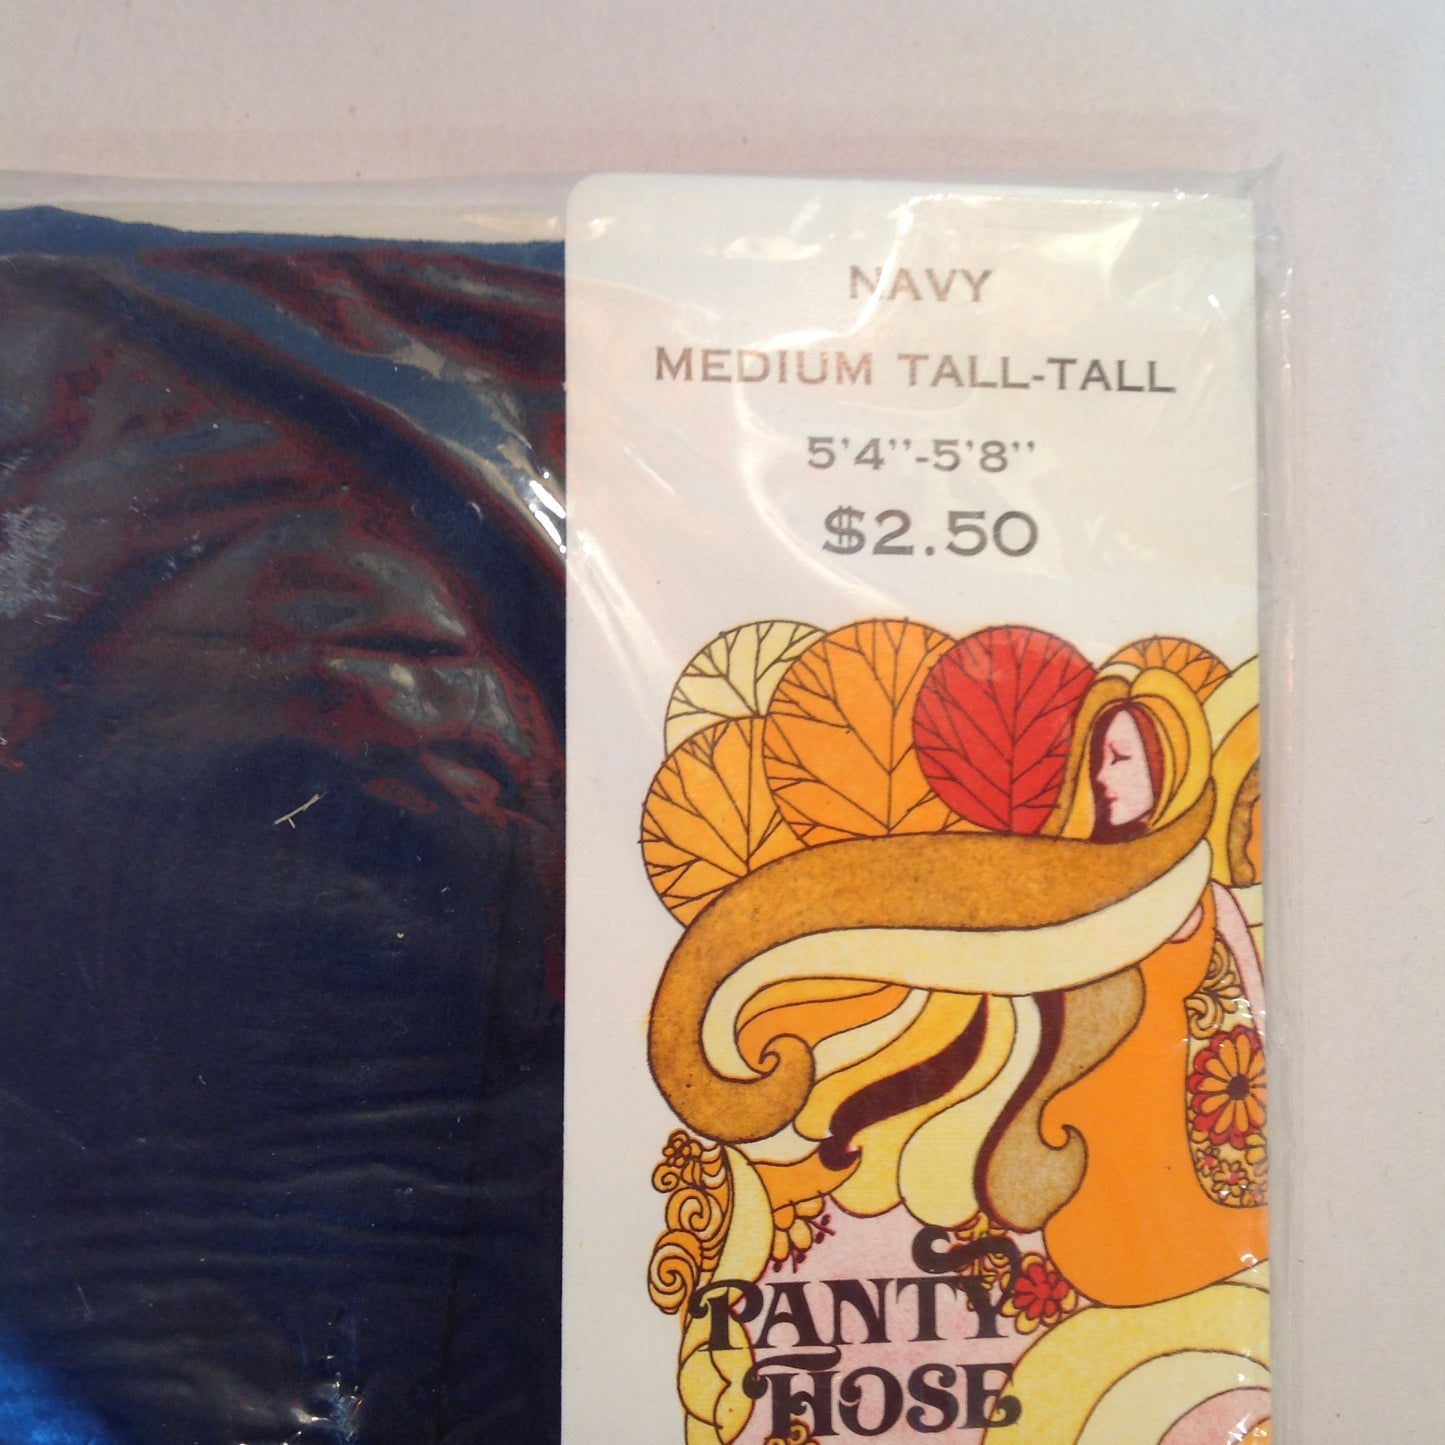 NAVY
MEDIUM TALL-TALL
5'4''-5'8''
$2.50
PANTY
HOSE